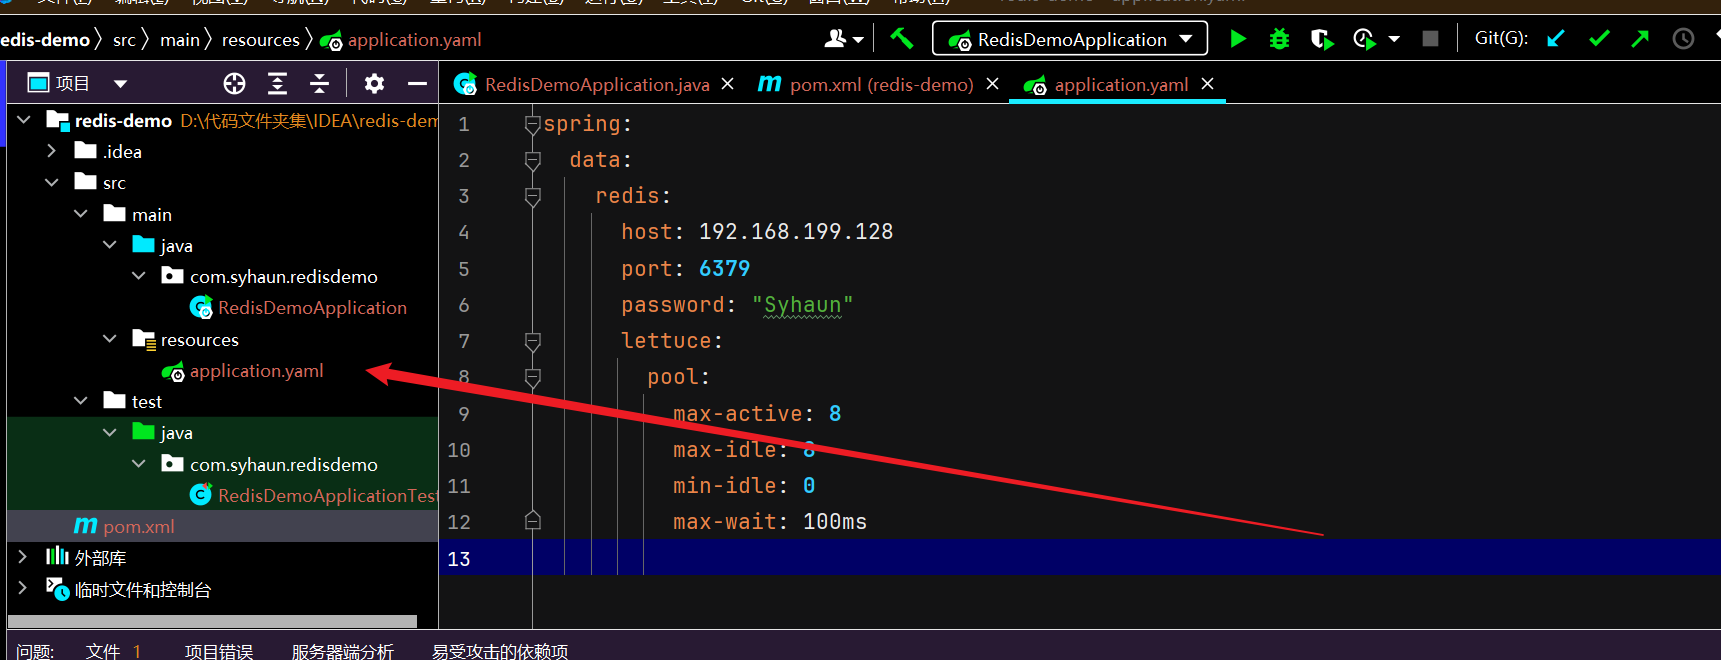 redis-demo application.yaml
edis-demo src main resources application.yaml
RedisDemoApplication
Git(G):
项目
RedisDemoApplication.java
pom.xml (redis-demo)
application.yaml
redis-demo D:\代码文件夹集\IDEA\redis-dem
.idea
src
main
java
com.syhaun.redisdemo
RedisDemoApplication
resources
application.yaml
test
java
com.syhaun.redisdemo
RedisDemoApplicationTest
pom.xml
外部库
临时文件和控制台
1 spring:
2 data:
3 redis:
4 host: 192.168.199.128
5 port: 6379
6 password: "Syhaun"
7 lettuce:
8 pool:
9 max-active: 8
10 max-idle: 8
11 min-idle: 0
12 max-wait: 100ms
13
问题: 文件 1 项目错误 服务器端分析 易受攻击的依赖项